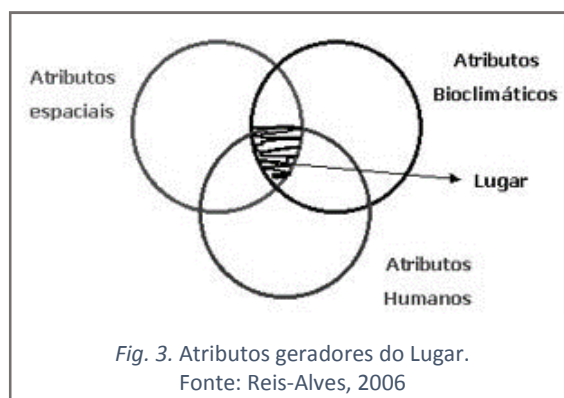 Atributos
espaciais
Atributos
Bioclimáticos
Lugar
Atributos
Humanos
Fig. 3. Atributos geradores do Lugar.
Fonte: Reis-Alves, 2006